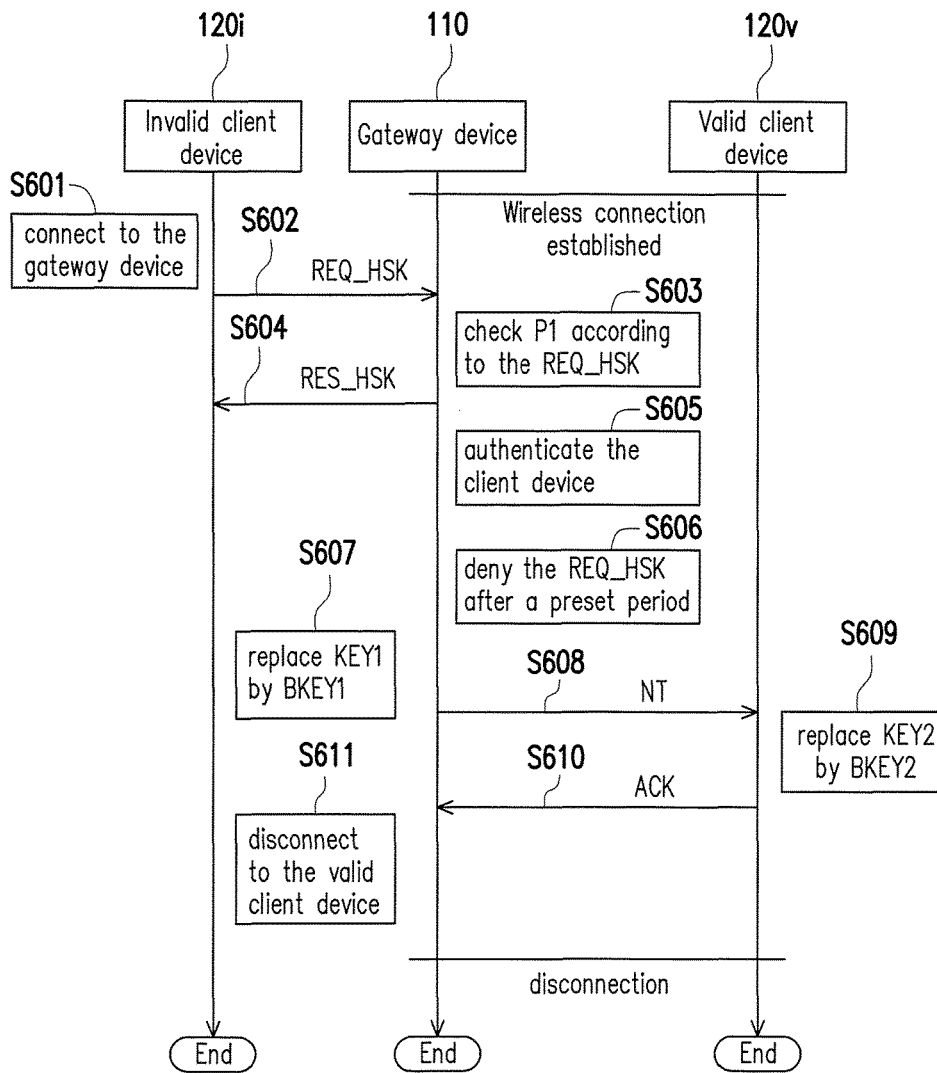 120i
110
120v
Invalid client
device
Gateway device
Valid client
device
S601
connect to the
gateway device
Wireless connection
established
S602
REQ_HSK
S603
check P1 according
to the REQ_HSK
S604
RES_HSK
S605
authenticate the
client device
S606
deny the REQ_HSK
after a preset period
S607
replace KEY1
by BKEY1
S608
NT
S609
replace KEY2
by BKEY2
S610
ACK
S611
disconnect
to the valid
client device
disconnection
End
End
End